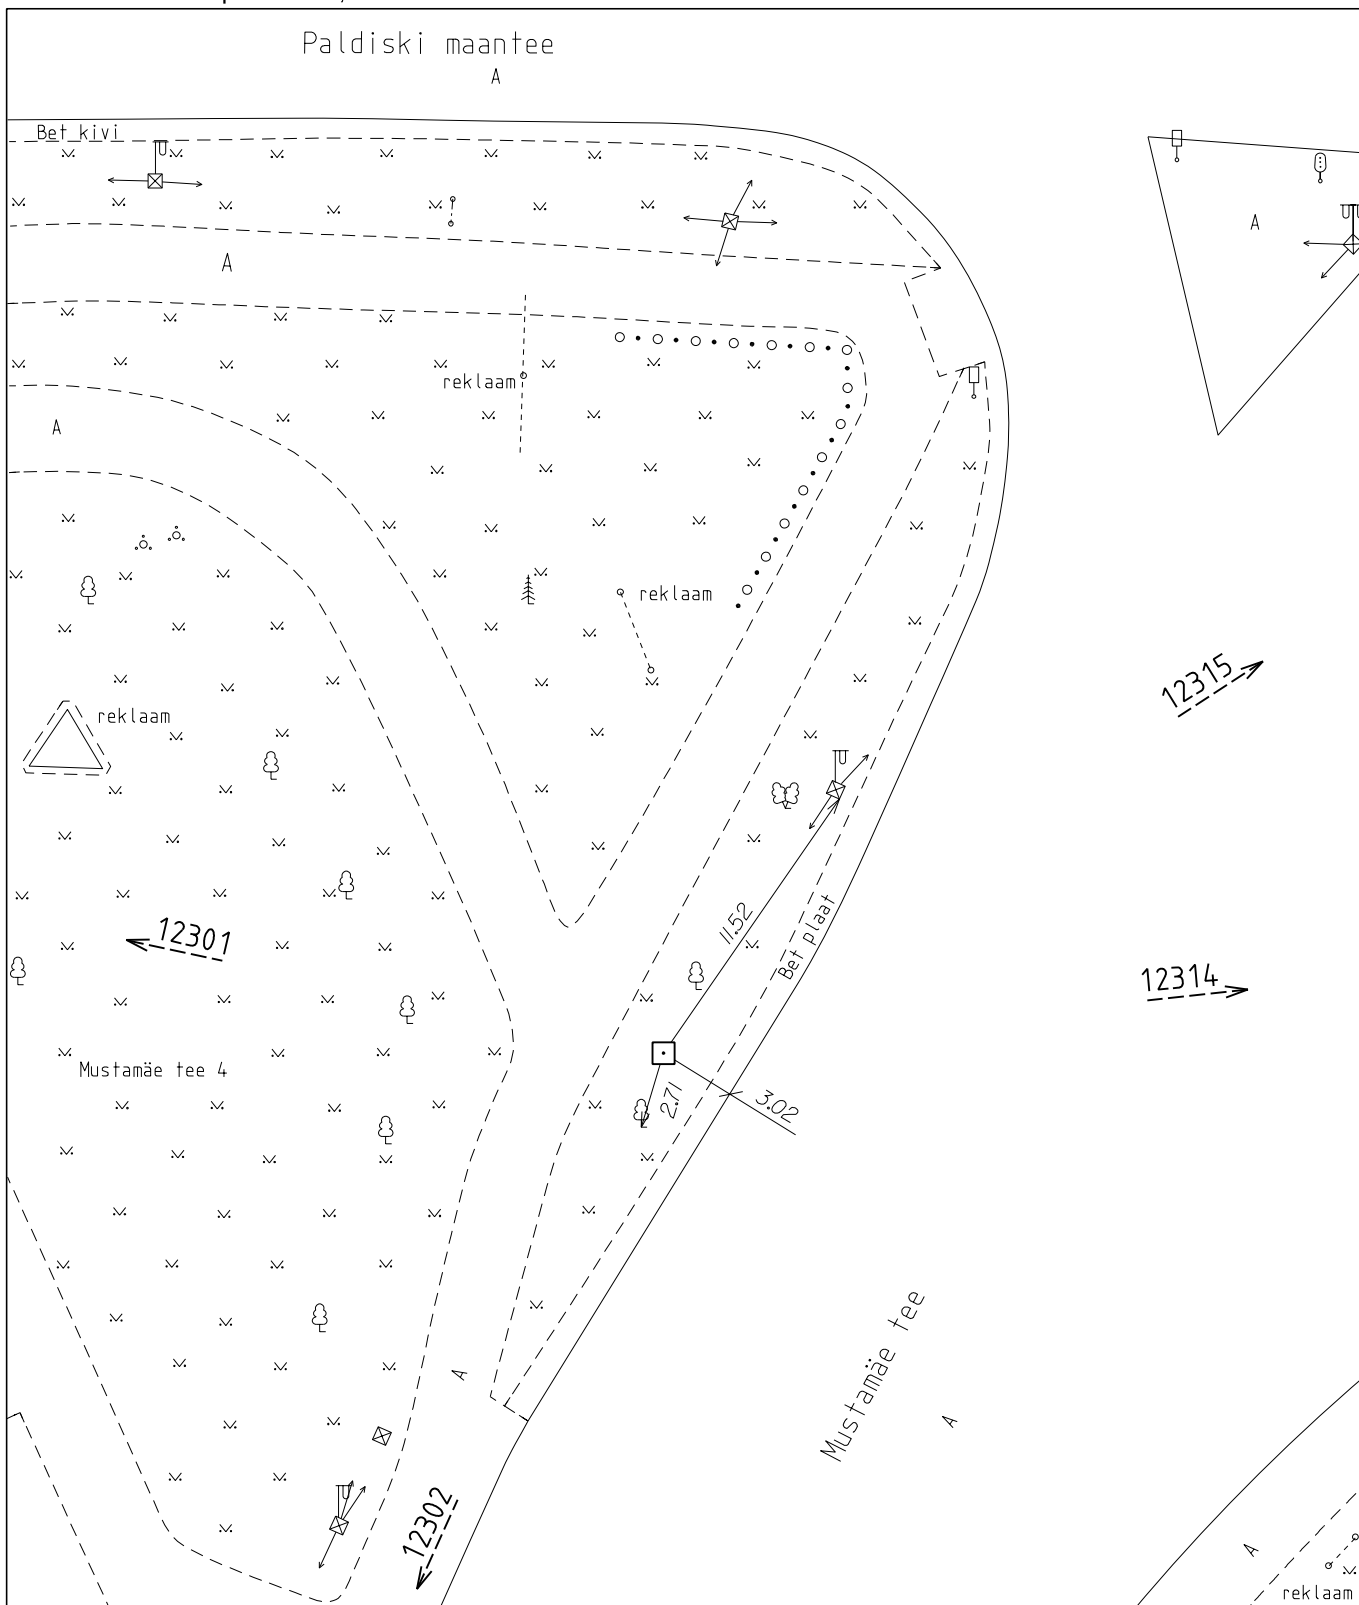 Paldiski maantee
A
Bet kivi
A
A
reklaam
A
reklaam
12315
reklaam
11.52
Bet plaat
12301
12314
Mustamäe tee 4
2.71
3.02
Mustamäe tee
A
A
12302
A
reklaam